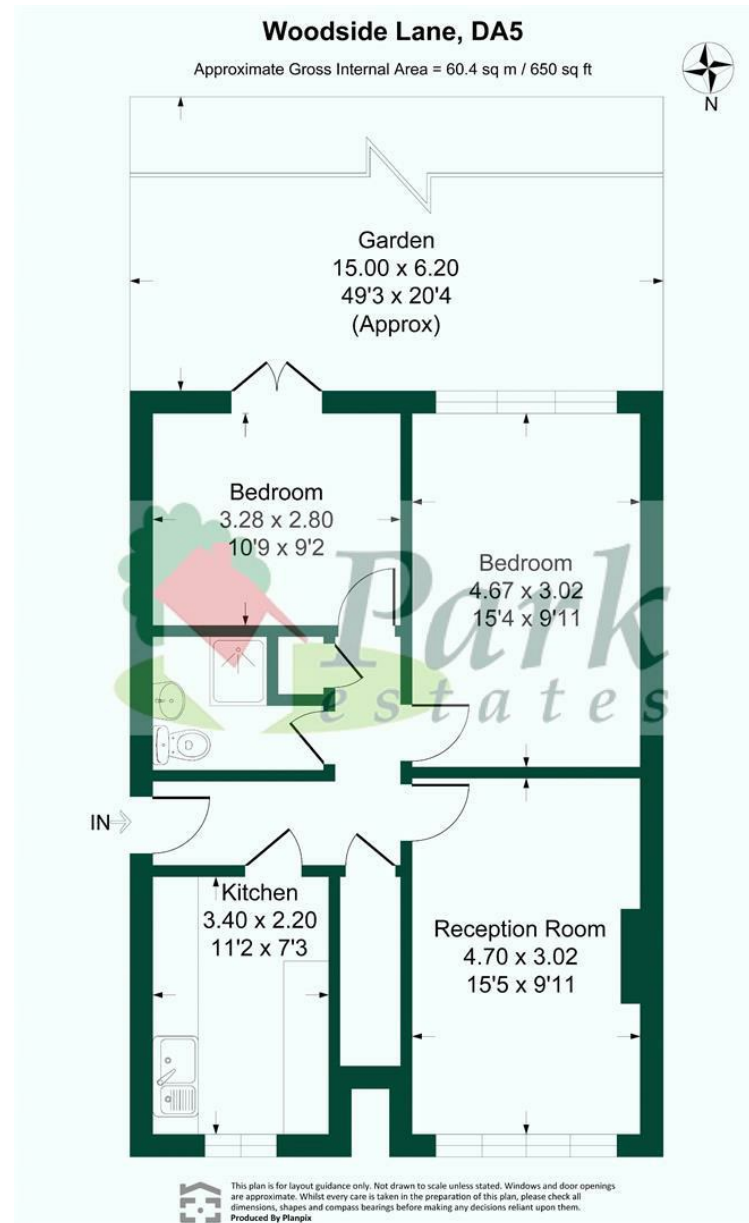 Woodside Lane, DA5
Approximate Gross Internal Area = 60.4 sq m / 650 sq ft
N
Garden
15.00 x 6.20
49'3 x 20'4
(Approx)
Bedroom
3.28 x 2.80
10'9 x 9'2
Bedroom
4.67 x 3.02
15'4 x 9'11
Park
estates
IN
Kitchen
3.40 x 2.20
11'2 x 7'3
Reception Room
4.70 x 3.02
15'5 x 9'11
This plan is for layout guidance only. Not drawn to scale unless stated. Windows and door openings
are approximate. Whilst every care is taken in the preparation of this plan, please check all
dimensions, shapes and compass bearings before making any decisions reliant upon them.
Produced By Planpix